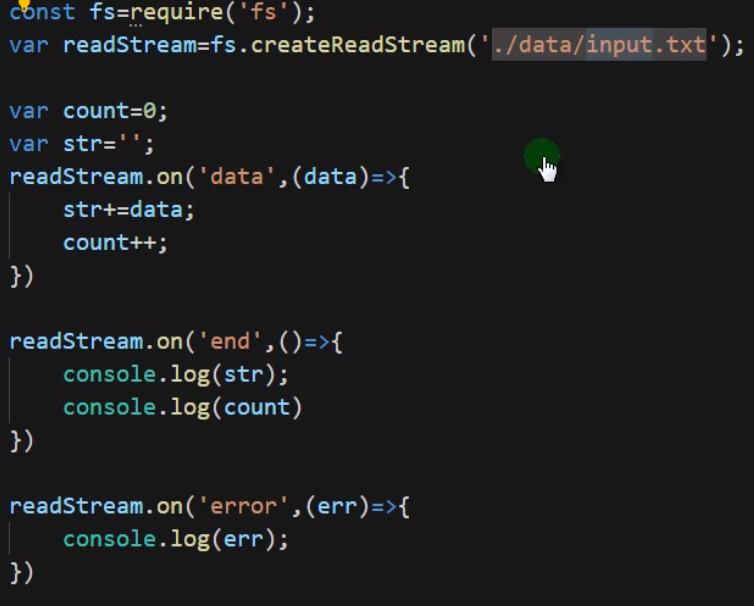 const fs=require('fs');
var readStream=fs.createReadStream('./data/input.txt');
var count=0;
var str='';
readStream.on('data',(data)=>{
    str+=data;
    count++;
})
readStream.on('end',()=>{
    console.log(str);
    console.log(count)
})
readStream.on('error',(err)=>{
    console.log(err);
})